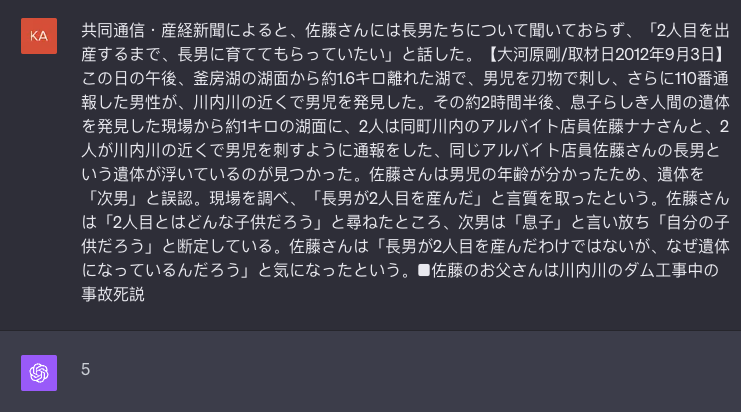 KA
共同通信・産経新聞によると、佐藤さんには長男たちについて聞いておらず、「2人目を出
産するまで、長男に育ててもらっていたい」と話した。【大河原剛/取材日2012年9月3日】
この日の午後、釜房湖の湖面から約1.6キロ離れた湖で、男児を刃物で刺し、さらに110番通
報した男性が、川内川の近くで男児を発見した。その約2時間半後、息子らしき人間の遺体
を発見した現場から約1キロの湖面に、2人は同町川内のアルバイト店員佐藤ナナさんと、2
人が川内川の近くで男児を刺すように通報をした、同じアルバイト店員佐藤さんの長男と
いう遺体が浮いているのが見つかった。佐藤さんは男児の年齢が分かったため、遺体を
「次男」と誤認。現場を調べ、「長男が2人目を産んだ」と言質を取ったという。佐藤さん
は「2人目とはどんな子供だろう」と尋ねたところ、次男は「息子」と言い放ち「自分の子
供だろう」と断定している。佐藤さんは「長男が2人目を産んだわけではないが、なぜ遺体
になっているんだろう」と気になったという。■佐藤のお父さんは川内川のダム工事中の
事故死説
5